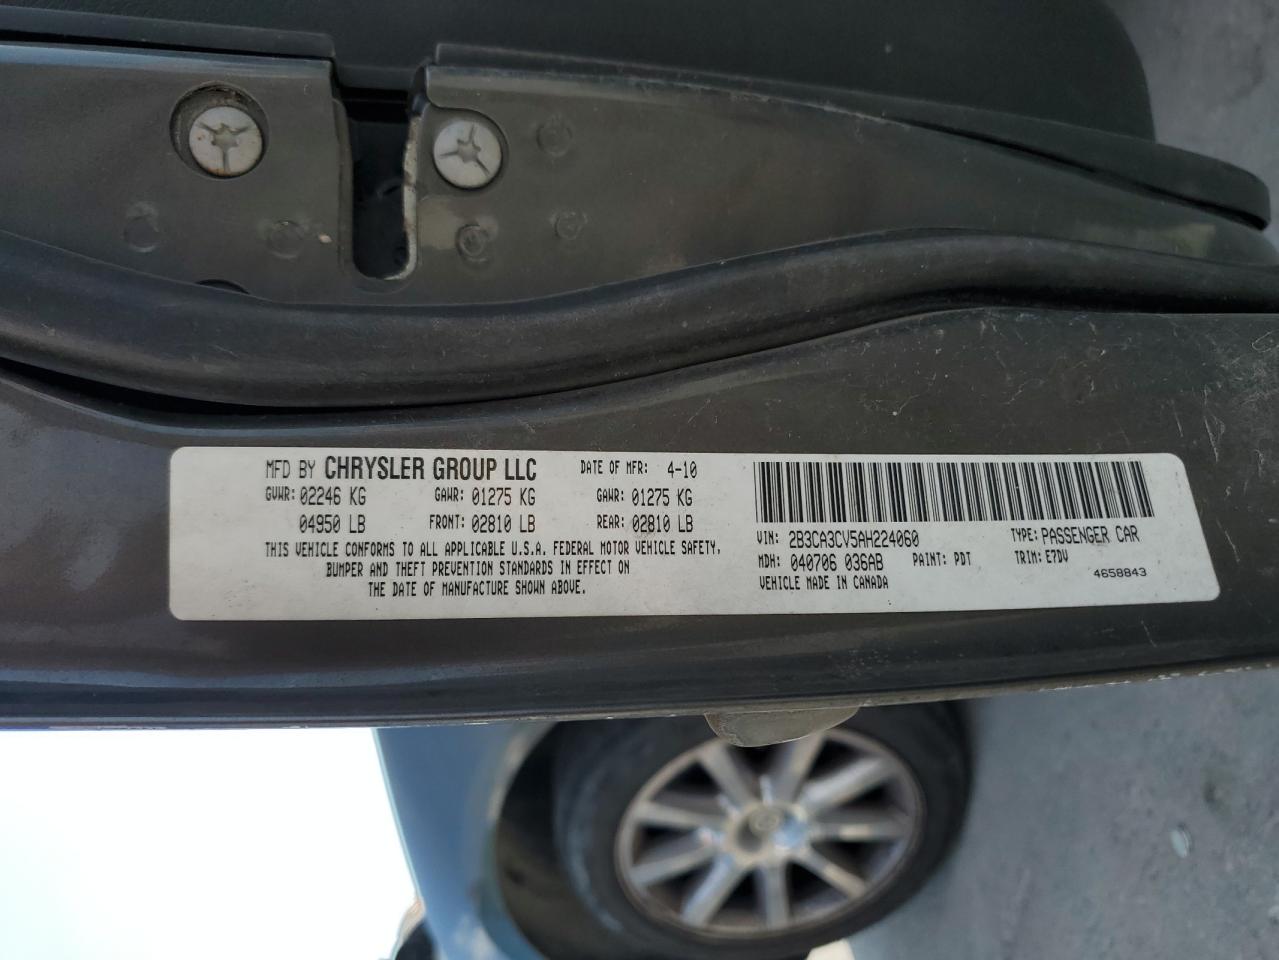 MFD BY CHRYSLER GROUP LLC DATE OF MFR: 4-10
GVWR: 02246 KG GAWR: 01275 KG GAWR: 01275 KG
04950 LB FRONT: 02810 LB REAR: 02810 LB
THIS VEHICLE CONFORMS TO ALL APPLICABLE U.S.A. FEDERAL MOTOR VEHICLE SAFETY,
BUMPER AND THEFT PREVENTION STANDARDS IN EFFECT ON
THE DATE OF MANUFACTURE SHOWN ABOVE.
VIN: 2B3CA3CV5AH224060 TYPE: PASSENGER CAR
MDH: 040706 036AB PAINT: PDT TRIM: E7DV
VEHICLE MADE IN CANADA 4658843